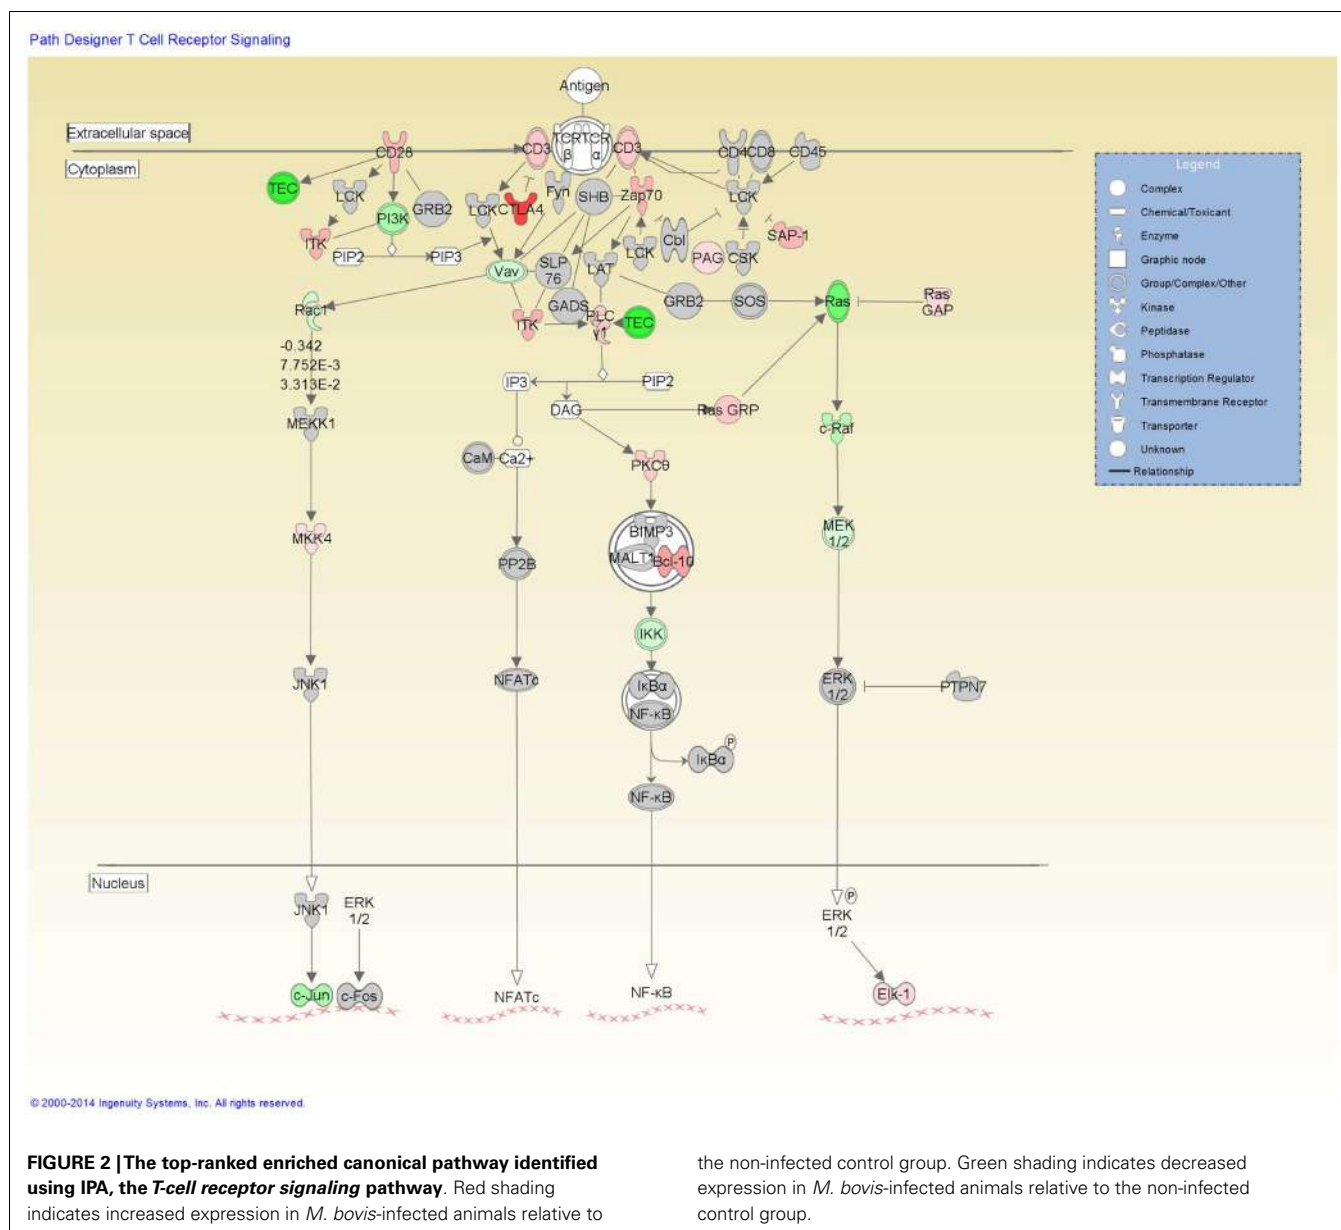 Path Designer T Cell Receptor Signaling
Antigen
Extracellular space
Cytoplasm
CD28
CD3
TCR β
TCR α
CD3
CD4
CD8
CD45
TEC
LCK
PI3K
GRB2
LCK
CTLA4
Fyn
SHB
Zap70
LCK
ITK
PIP2
PIP3
Cbl
LCK
PAG
CSK
SAP-1
Vav
SLP
76
LAT
Rac1
GADS
GRB2
SOS
Ras
Ras
GAP
ITK
PLC
γ1
TEC
-0.342
7.752E-3
3.313E-2
IP3
PIP2
DAG
Ras GRP
MEKK1
c-Raf
CaM
Ca2+
PKCθ
MKK4
BIMP3
MALT1
Bcl-10
MEK
1/2
PP2B
IKK
JNK1
NFATc
IκBα
NF-κB
ERK
1/2
PTPN7
P
IκBα
NF-κB
Nucleus
JNK1
ERK
1/2
P
ERK
1/2
c-Jun
c-Fos
NFATc
NF-κB
Elk-1
Legend
Complex
Chemical/Toxicant
Enzyme
Graphic node
Group/Complex/Other
Kinase
Peptidase
Phosphatase
Transcription Regulator
Transmembrane Receptor
Transporter
Unknown
Relationship
© 2000-2014 Ingenuity Systems, Inc. All rights reserved.
FIGURE 2 | The top-ranked enriched canonical pathway identified
using IPA, the T-cell receptor signaling pathway. Red shading
indicates increased expression in M. bovis-infected animals relative to
the non-infected control group. Green shading indicates decreased
expression in M. bovis-infected animals relative to the non-infected
control group.